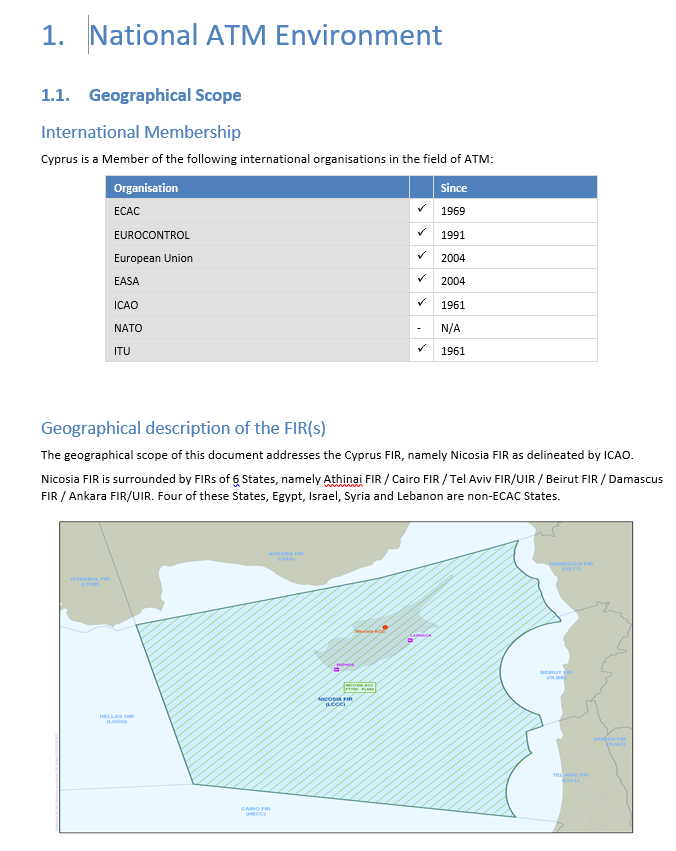 1. National ATM Environment
1.1. Geographical Scope
International Membership
Cyprus is a Member of the following international organisations in the field of ATM:
Organisation Since
ECAC ✓ 1969
EUROCONTROL ✓ 1991
European Union ✓ 2004
EASA ✓ 2004
ICAO ✓ 1961
NATO - N/A
ITU ✓ 1961
Geographical description of the FIR(s)
The geographical scope of this document addresses the Cyprus FIR, namely Nicosia FIR as delineated by ICAO.
Nicosia FIR is surrounded by FIRs of 6 States, namely Athinai FIR / Cairo FIR / Tel Aviv FIR/UIR / Beirut FIR / Damascus
FIR / Ankara FIR/UIR. Four of these States, Egypt, Israel, Syria and Lebanon are non-ECAC States.
ANKARA FIR
(LTAA)
DAMASCUS FIR
(OSTT)
ISTANBUL FIR
(LTBB)
Nicosia ACC
LARNACA
PAPHOS
BEIRUT FIR
(OLBB)
NICOSIA ACC
NICOSIA FIR
(LCCC)
HELLAS UIR
(LGGG)
AMMAN FIR
(OJAC)
TEL-AVIV FIR
(LLLL)
CAIRO FIR
(HECC)